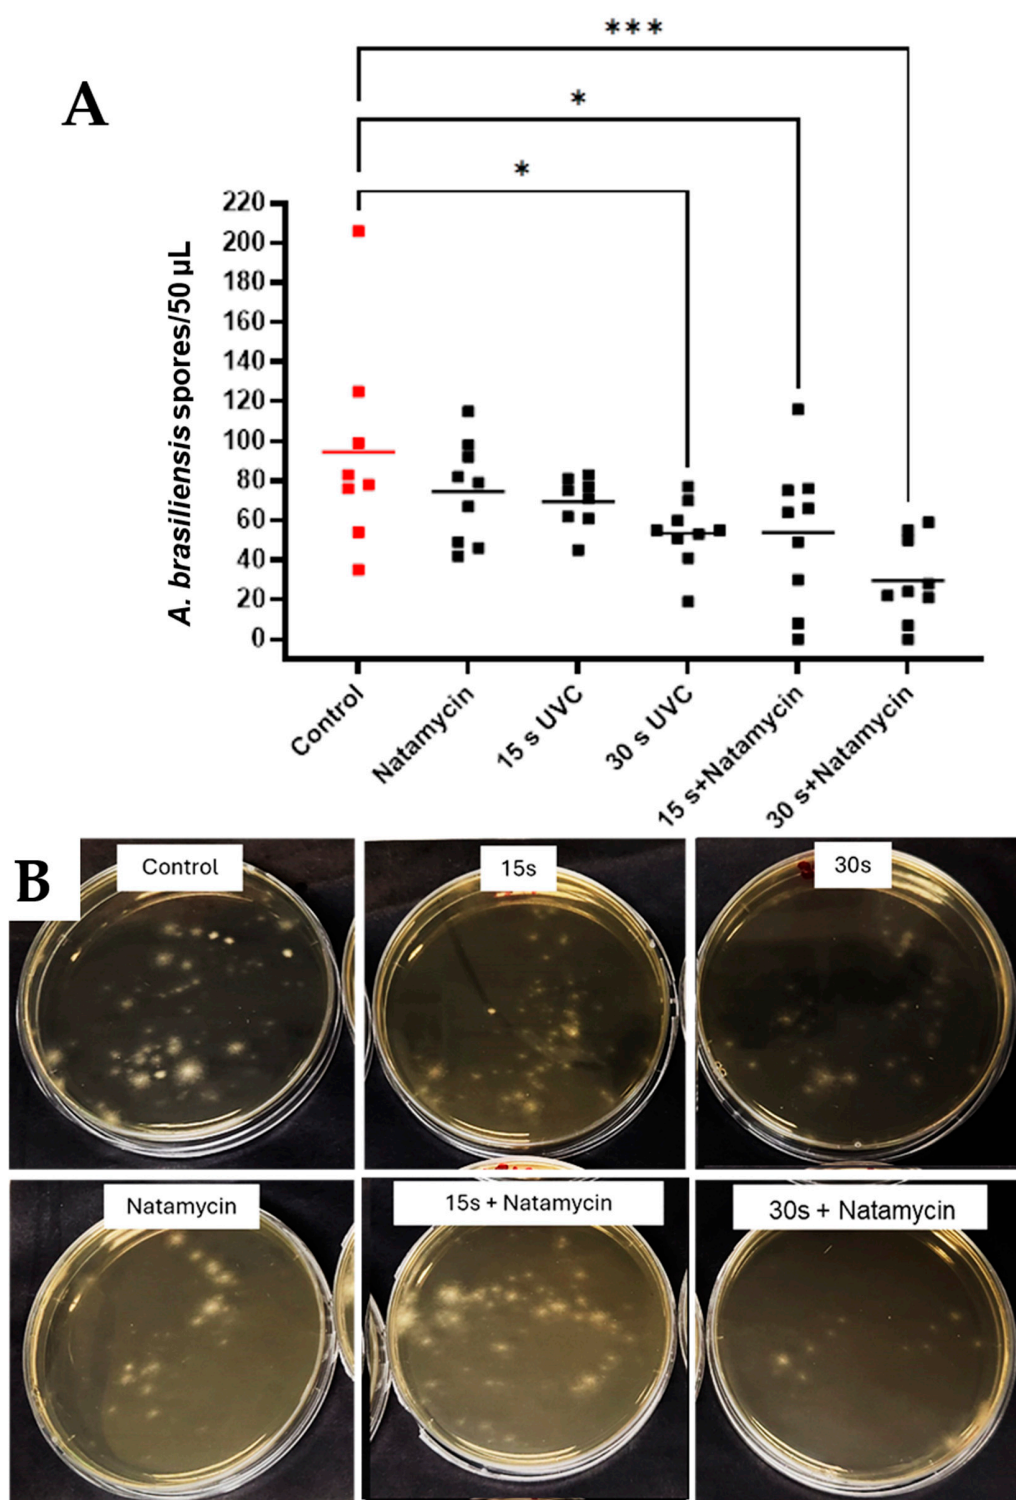 A
***
*
*
A. brasiliensis spores/50 µL
220
200
180
160
140
120
100
80
60
40
20
0
Control
Natamycin
15 s UVC
30 s UVC
15 s+Natamycin
30 s+Natamycin
B
Control
15s
30s
Natamycin
15s + Natamycin
30s + Natamycin